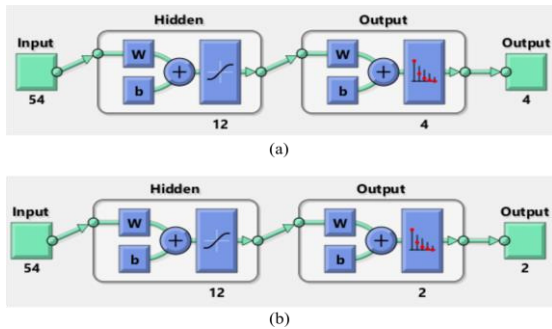 Hidden Output
Input Output
W W
b b
+ +
54 12 4 4
(a)
Hidden Output
Input Output
W W
b b
+ +
54 12 2 2
(b)